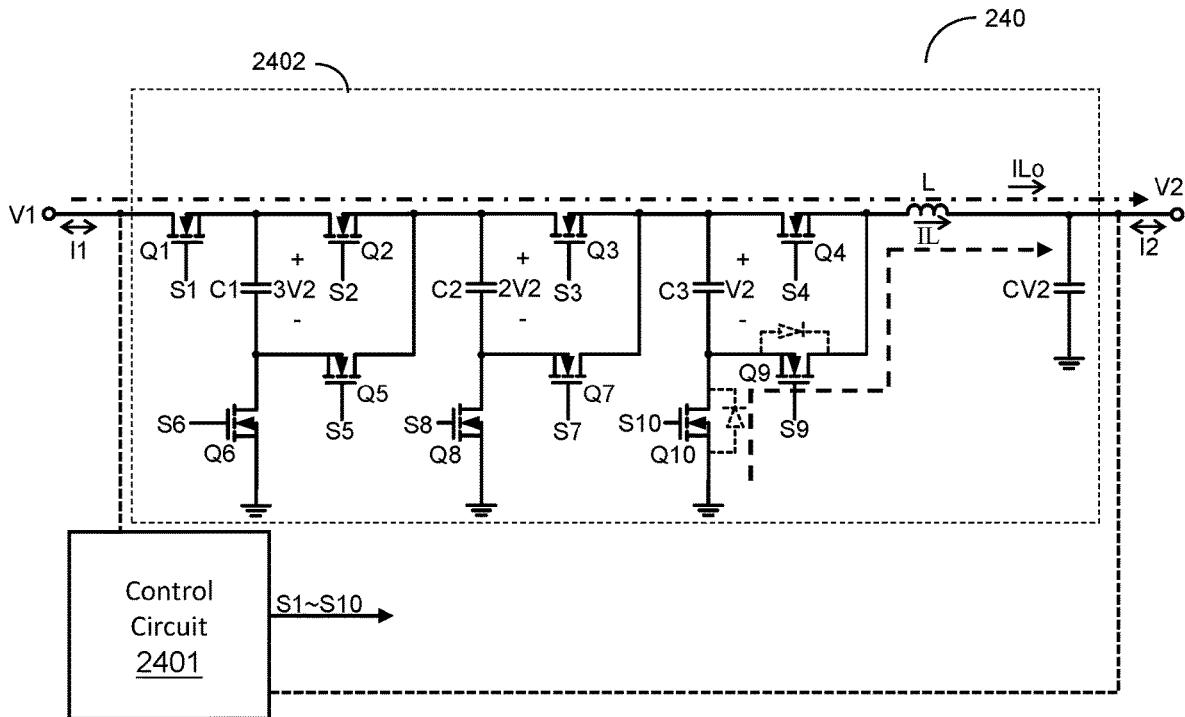 240
2402
V1
I1
Q1
S1
C1
+
3V2
-
Q2
S2
Q5
S5
S6
Q6
C2
+
2V2
-
Q3
S3
Q7
S7
S8
Q8
C3
+
V2
-
Q4
S4
Q9
S9
S10
Q10
L
IL
ILo
V2
I2
CV2
Control
Circuit
2401
S1~S10